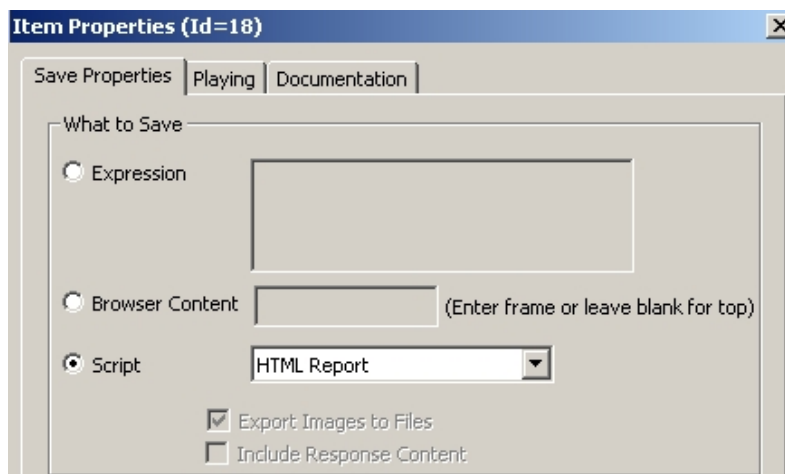 Item Properties (Id=18)
Save Properties
Playing
Documentation
What to Save
Expression
Browser Content
(Enter frame or leave blank for top)
Script
HTML Report
Export Images to Files
Include Response Content